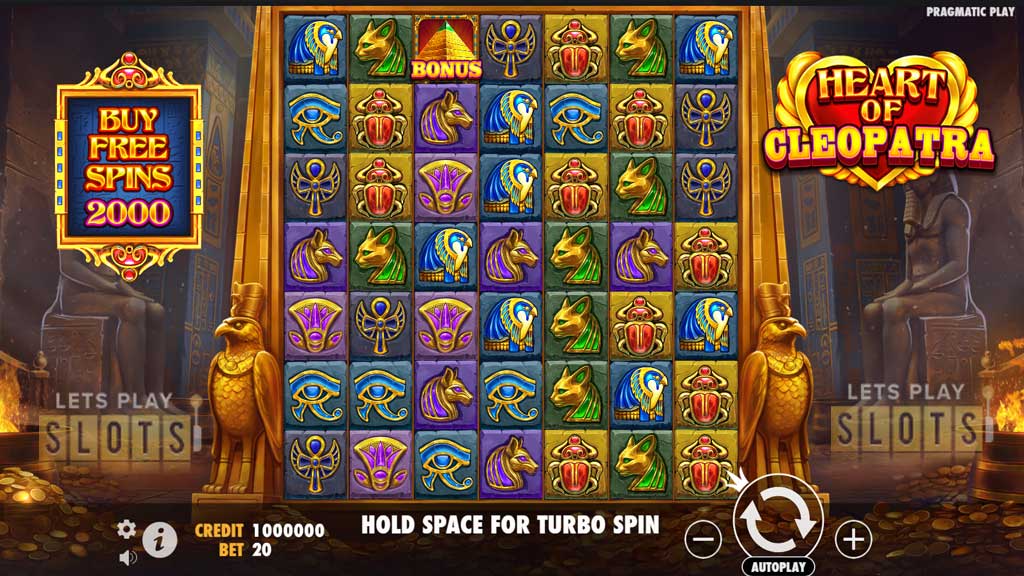 PRAGMATIC PLAY
BONUS
BUY
FREE
SPINS
2000
HEART
OF
CLEOPATRA
LETS PLAY
SLOTS
LETS PLAY
SLOTS
CREDIT 1000000
BET 20
HOLD SPACE FOR TURBO SPIN
AUTOPLAY